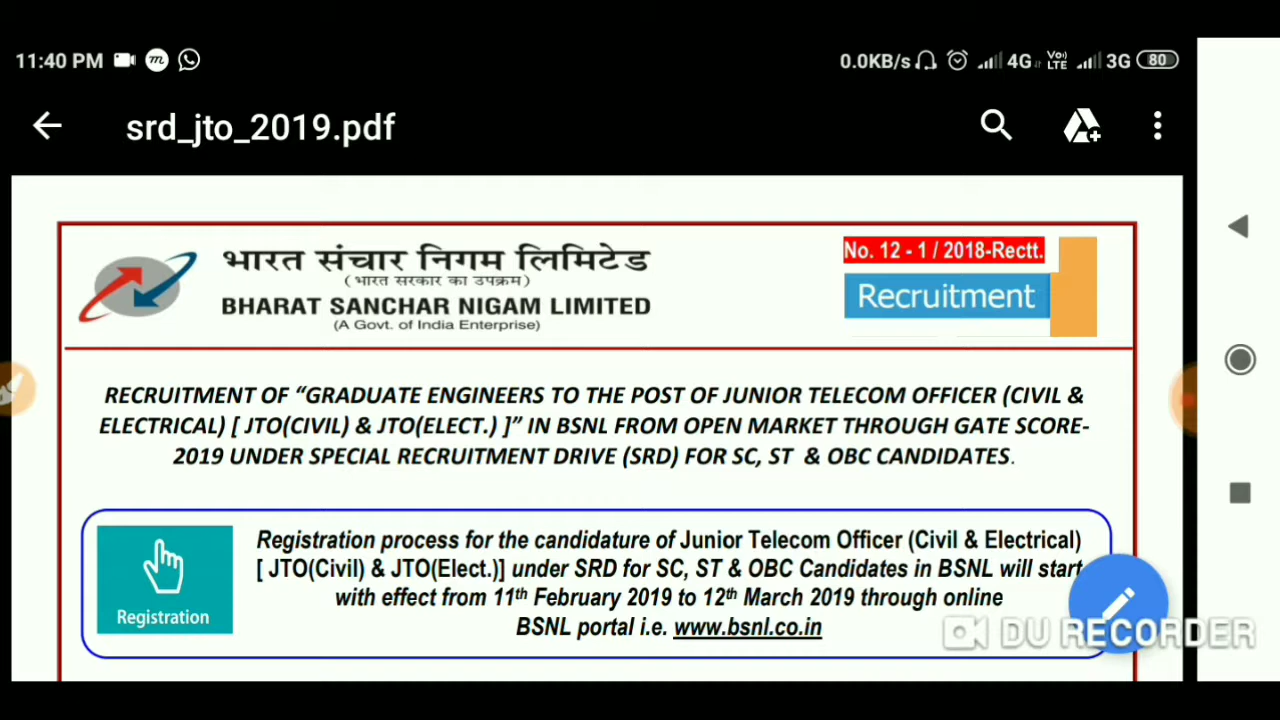 11:40 PM 0.0KB/s 4G Vo) LTE 3G 80
srd_jto_2019.pdf
भारत संचार निगम लिमिटेड
(भारत सरकार का उपक्रम)
BHARAT SANCHAR NIGAM LIMITED
(A Govt. of India Enterprise)
No. 12 - 1 / 2018-Rectt.
Recruitment
RECRUITMENT OF “GRADUATE ENGINEERS TO THE POST OF JUNIOR TELECOM OFFICER (CIVIL &
ELECTRICAL) [ JTO(CIVIL) & JTO(ELECT.) ]” IN BSNL FROM OPEN MARKET THROUGH GATE SCORE-
2019 UNDER SPECIAL RECRUITMENT DRIVE (SRD) FOR SC, ST & OBC CANDIDATES.
Registration
Registration process for the candidature of Junior Telecom Officer (Civil & Electrical)
[ JTO(Civil) & JTO(Elect.)] under SRD for SC, ST & OBC Candidates in BSNL will start
with effect from 11th February 2019 to 12th March 2019 through online
BSNL portal i.e. www.bsnl.co.in
DU RECORDER